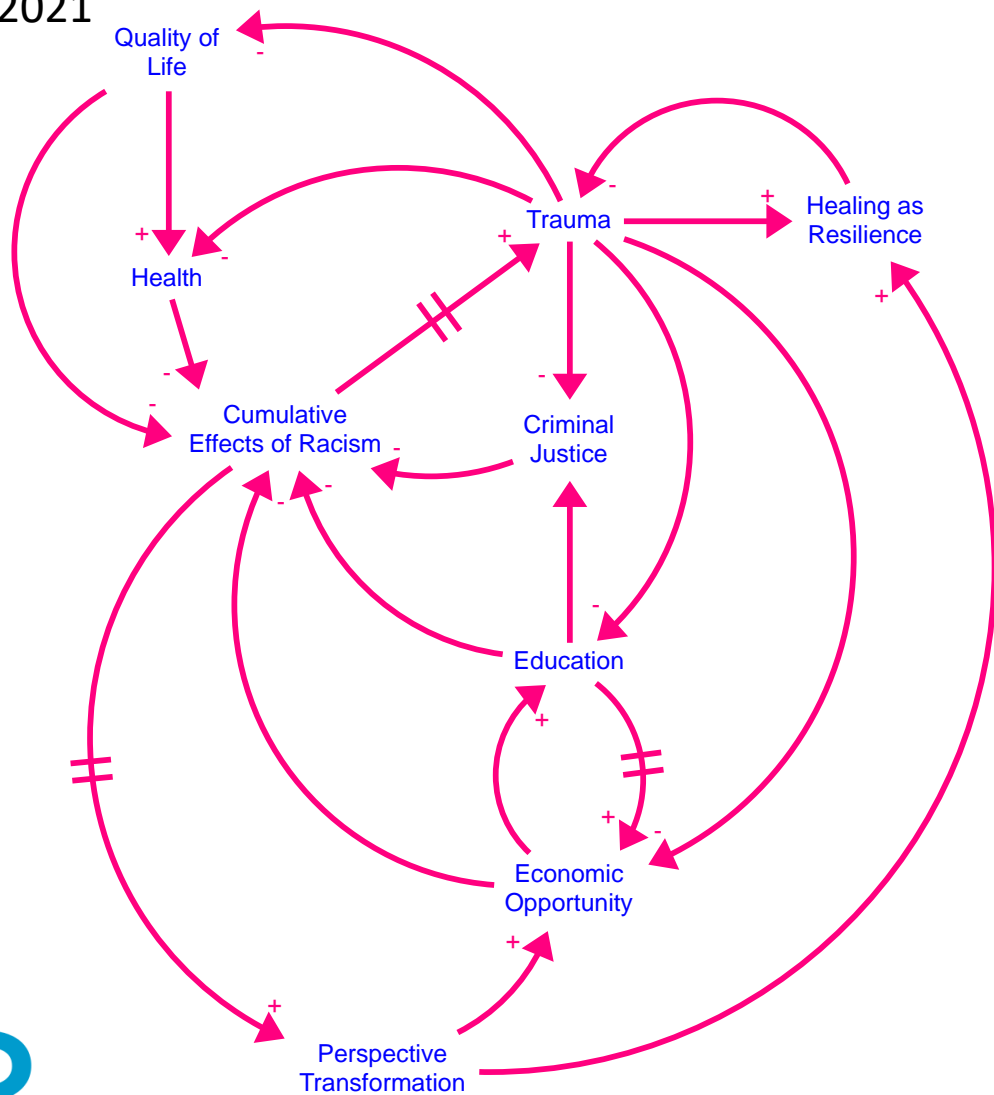 2021
Quality of
Life
-
-
Trauma
+
Healing as
Resilience
+
+
-
Health
+
-
-
Cumulative
Effects of Racism
-
-
Criminal
Justice
-
-
-
Education
+
+
-
Economic
Opportunity
+
+
Perspective
Transformation